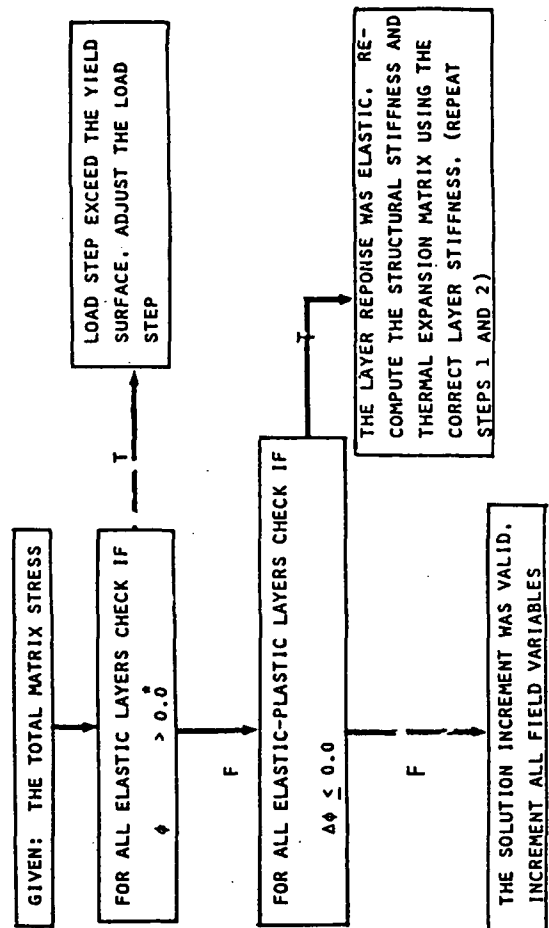 GIVEN: THE TOTAL MATRIX STRESS
FOR ALL ELASTIC LAYERS CHECK IF
ϕ > 0.0*
T
LOAD STEP EXCEED THE YIELD
SURFACE. ADJUST THE LOAD
STEP
F
FOR ALL ELASTIC-PLASTIC LAYERS CHECK IF
Δϕ ≤ 0.0
T
THE LAYER REPONSE WAS ELASTIC. RE-
COMPUTE THE STRUCTURAL STIFFNESS AND
THERMAL EXPANSION MATRIX USING THE
CORRECT LAYER STIFFNESS. (REPEAT
STEPS 1 AND 2)
F
THE SOLUTION INCREMENT WAS VALID.
INCREMENT ALL FIELD VARIABLES